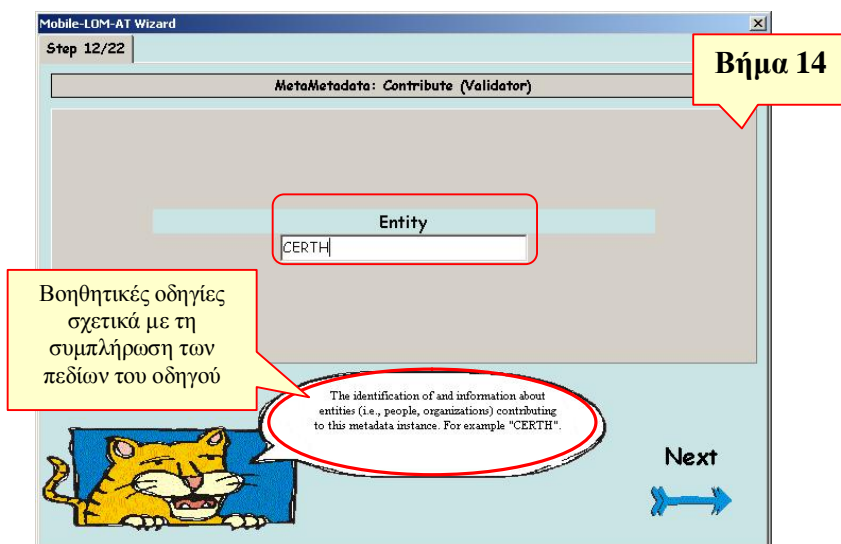 Mobile-LOM-AT Wizard
Step 12/22
Βήμα 14
MetaMetadata: Contribute (Validator)
Entity
CERTH
Βοηθητικές οδηγίες
σχετικά με τη
συμπλήρωση των
πεδίων του οδηγού
The identification of and information about
entities (i.e., people, organizations) contributing
to this metadata instance. For example "CERTH".
Next